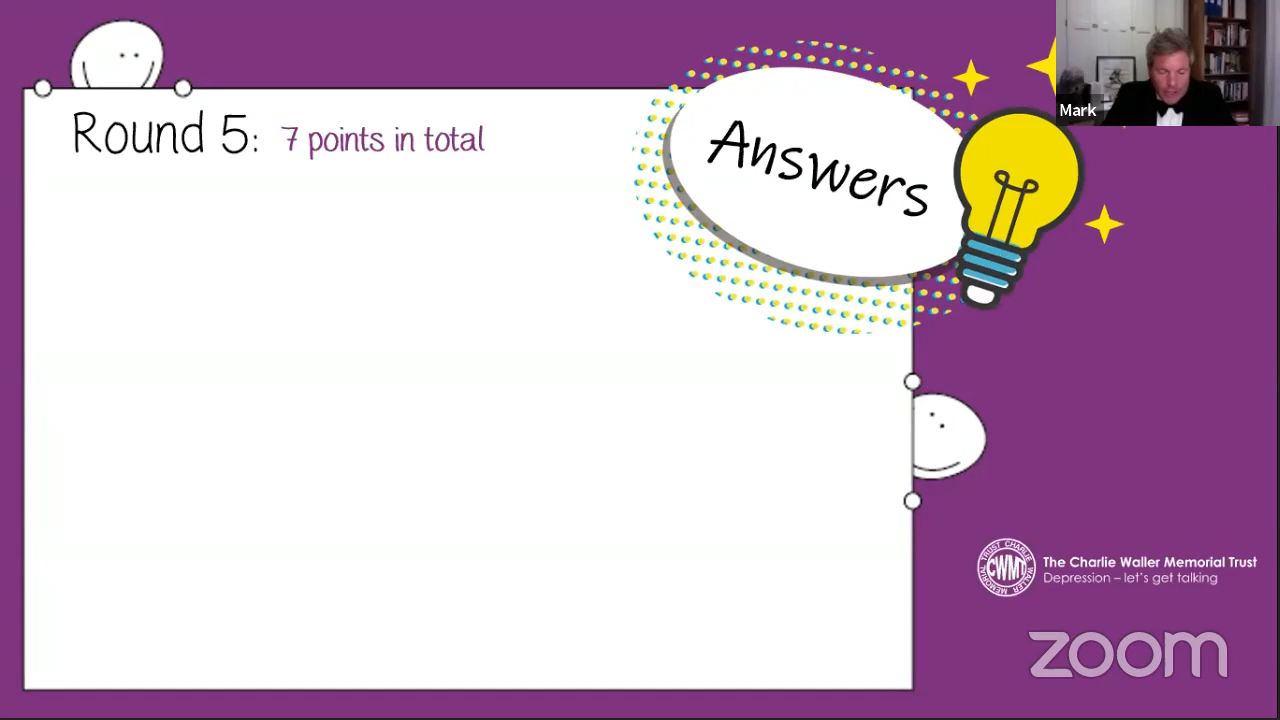 Mark
Round 5: 7 points in total
Answers
CWMT
MEMORIAL TRUST CHARLIE WALLER
The Charlie Waller Memorial Trust
Depression – let's get talking
zoom